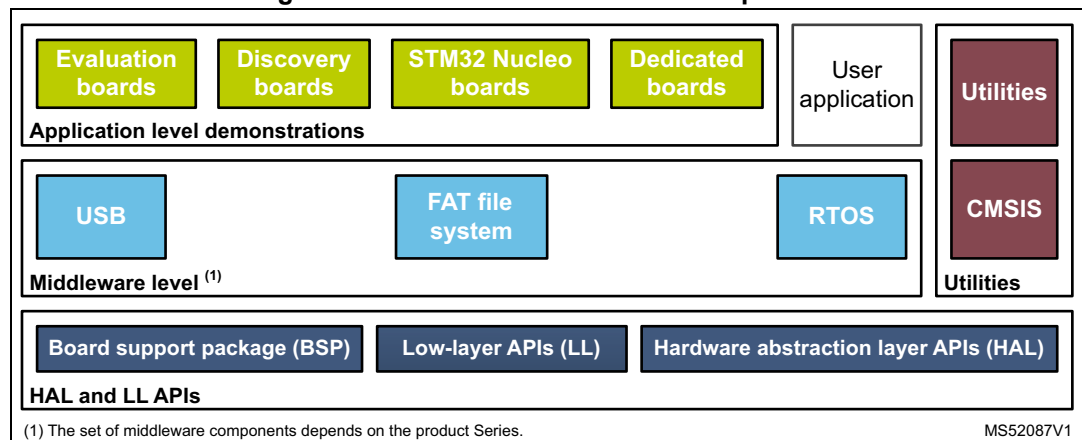 Evaluation
boards
Discovery
boards
STM32 Nucleo
boards
Dedicated
boards
Application level demonstrations
User
application
Utilities
USB
FAT file
system
RTOS
Middleware level (1)
CMSIS
Utilities
Board support package (BSP)
Low-layer APIs (LL)
Hardware abstraction layer APIs (HAL)
HAL and LL APIs
(1) The set of middleware components depends on the product Series.
MS52087V1